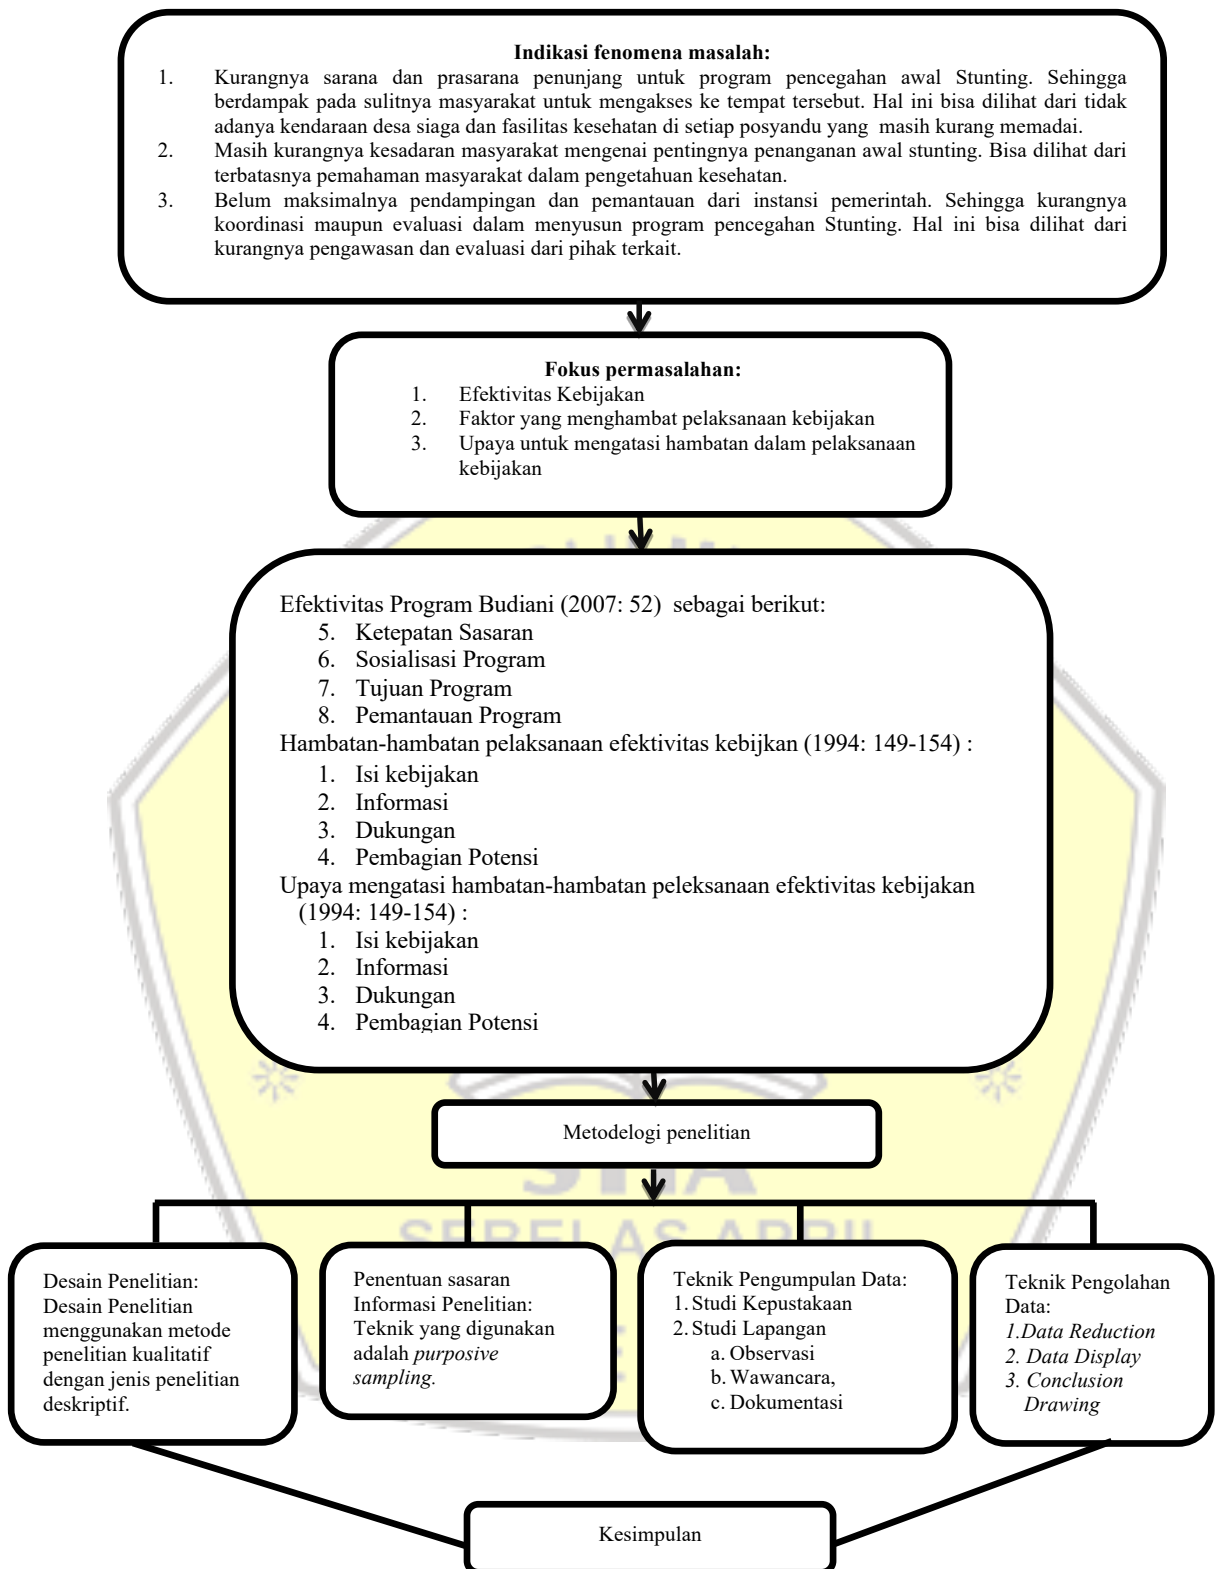 Indikasi fenomena masalah:
1. Kurangnya sarana dan prasarana penunjang untuk program pencegahan awal Stunting. Sehingga
berdampak pada sulitnya masyarakat untuk mengakses ke tempat tersebut. Hal ini bisa dilihat dari tidak
adanya kendaraan desa siaga dan fasilitas kesehatan di setiap posyandu yang masih kurang memadai.
2. Masih kurangnya kesadaran masyarakat mengenai pentingnya penanganan awal stunting. Bisa dilihat dari
terbatasnya pemahaman masyarakat dalam pengetahuan kesehatan.
3. Belum maksimalnya pendampingan dan pemantauan dari instansi pemerintah. Sehingga kurangnya
koordinasi maupun evaluasi dalam menyusun program pencegahan Stunting. Hal ini bisa dilihat dari
kurangnya pengawasan dan evaluasi dari pihak terkait.
Fokus permasalahan:
1. Efektivitas Kebijakan
2. Faktor yang menghambat pelaksanaan kebijakan
3. Upaya untuk mengatasi hambatan dalam pelaksanaan
kebijakan
Efektivitas Program Budiani (2007: 52) sebagai berikut:
5. Ketepatan Sasaran
6. Sosialisasi Program
7. Tujuan Program
8. Pemantauan Program
Hambatan-hambatan pelaksanaan efektivitas kebijkan (1994: 149-154) :
1. Isi kebijakan
2. Informasi
3. Dukungan
4. Pembagian Potensi
Upaya mengatasi hambatan-hambatan peleksanaan efektivitas kebijakan
(1994: 149-154) :
1. Isi kebijakan
2. Informasi
3. Dukungan
4. Pembagian Potensi
Metodelogi penelitian
STIA
SEBELAS APRIL
Desain Penelitian:
Desain Penelitian
menggunakan metode
penelitian kualitatif
dengan jenis penelitian
deskriptif.
Penentuan sasaran
Informasi Penelitian:
Teknik yang digunakan
adalah purposive
sampling.
Teknik Pengumpulan Data:
1. Studi Kepustakaan
2. Studi Lapangan
a. Observasi
b. Wawancara,
c. Dokumentasi
Teknik Pengolahan
Data:
1.Data Reduction
2. Data Display
3. Conclusion
Drawing
Kesimpulan